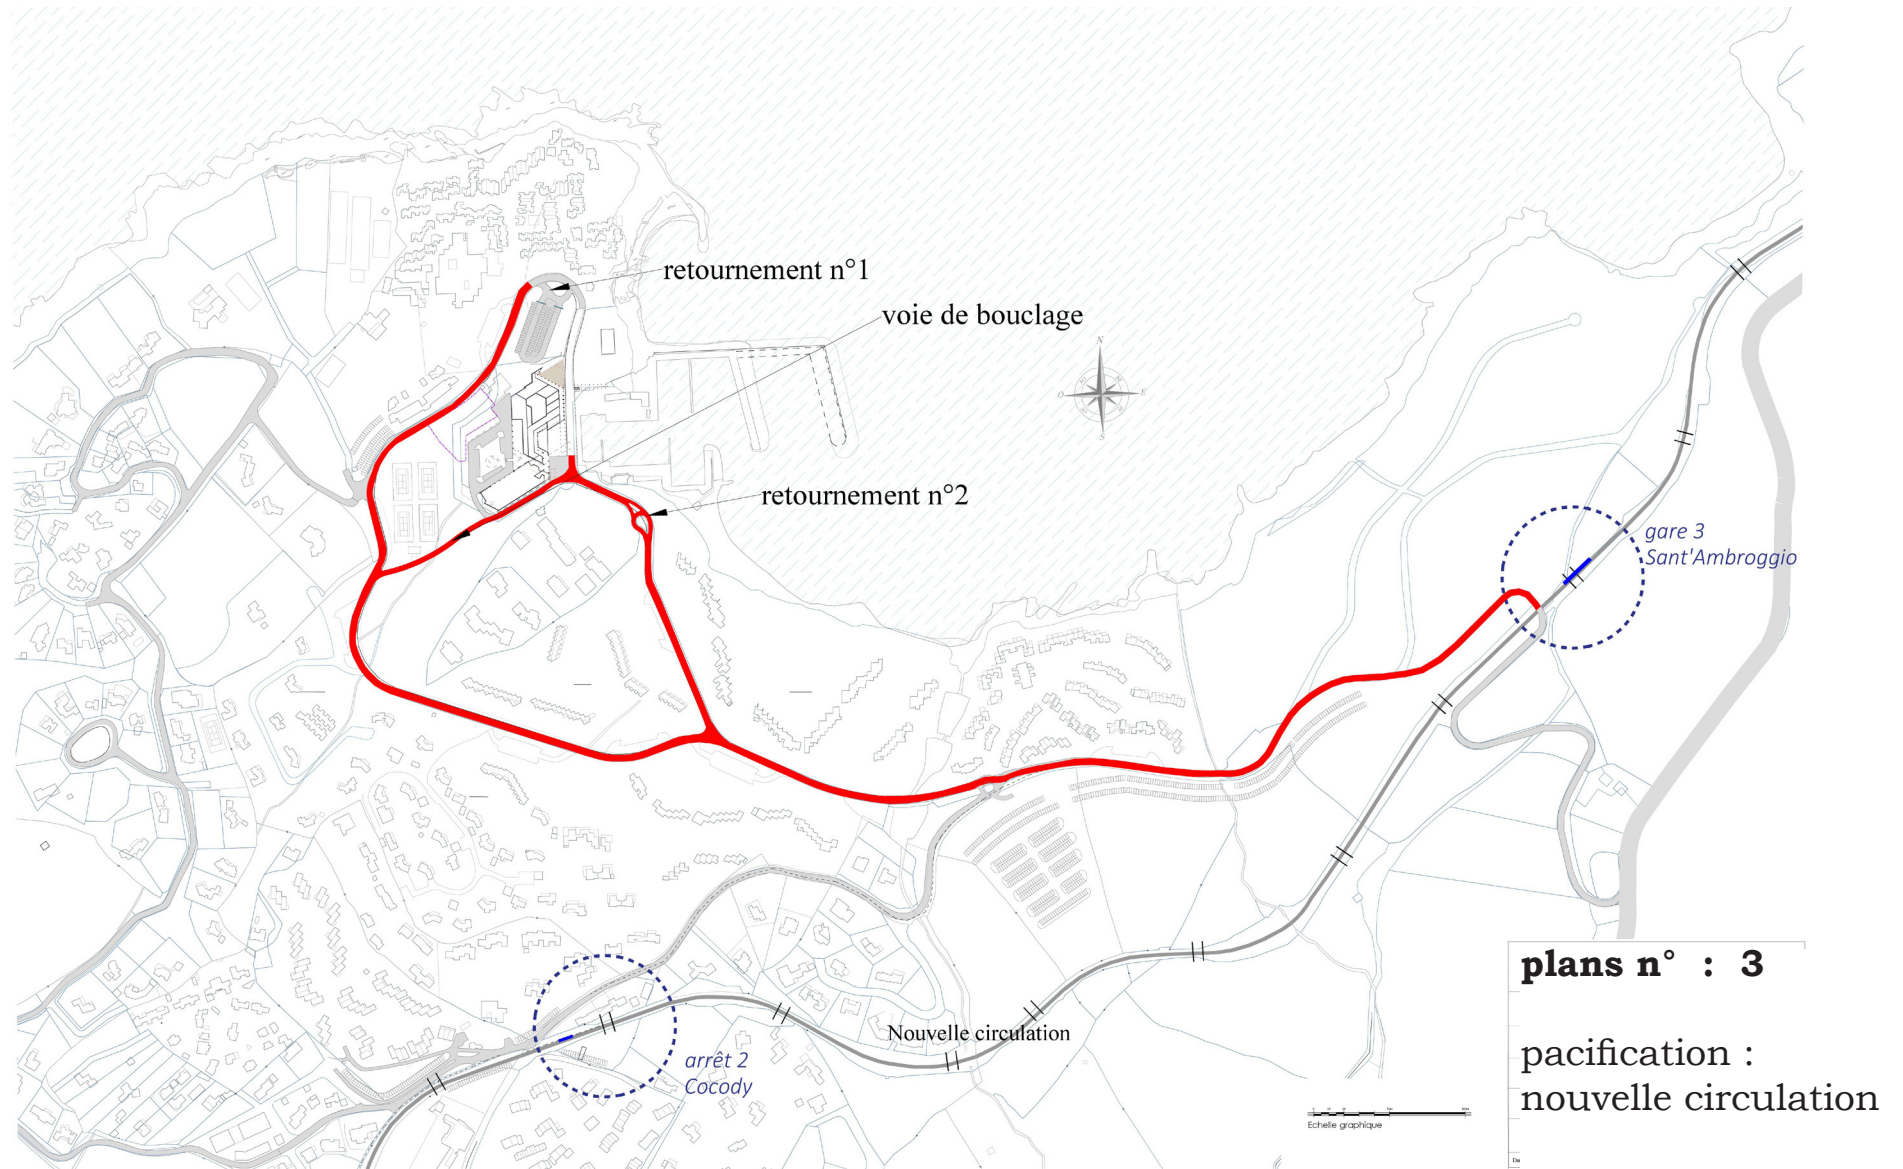 retournement n°1
voie de bouclage
N
O
E
S
retournement n°2
gare 3
Sant'Ambroggio
Nouvelle circulation
arrêt 2
Cocody
plans n° : 3
pacification :
nouvelle circulation
Echelle graphique